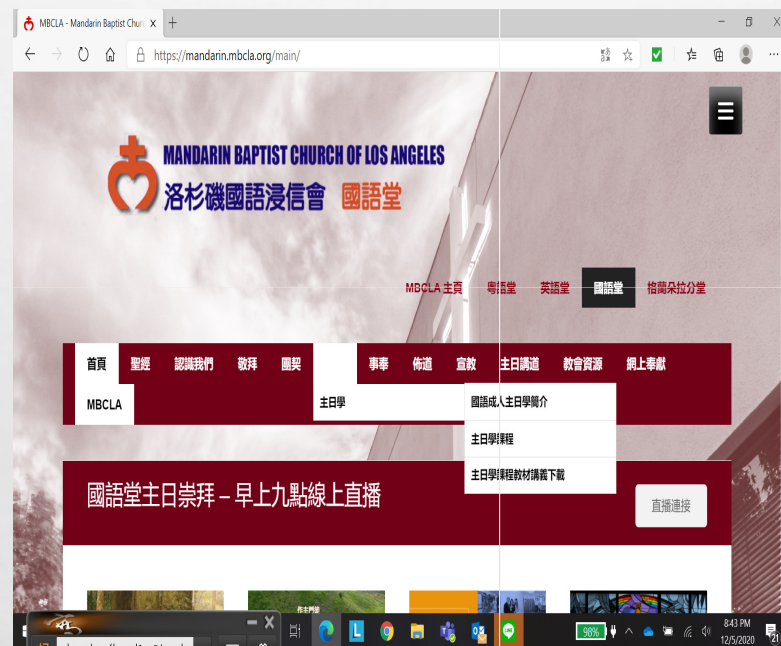 MBCLA - Mandarin Baptist Chur
https://mandarin.mbcla.org/main/
MANDARIN BAPTIST CHURCH OF LOS ANGELES
洛杉磯國語浸信會 國語堂
MBCLA 主頁 粵語堂 英語堂 國語堂 格蘭朵拉分堂
首頁 聖經 認識我們 敬拜 團契 事奉 佈道 宣教 主日講道 教會資源 網上奉獻
MBCLA 主日學 國語成人主日學簡介
主日學課程
主日學課程教材講義下載
國語堂主日崇拜 – 早上九點線上直播
直播連接
作主門徒
98%
8:43 PM
12/5/2020
21